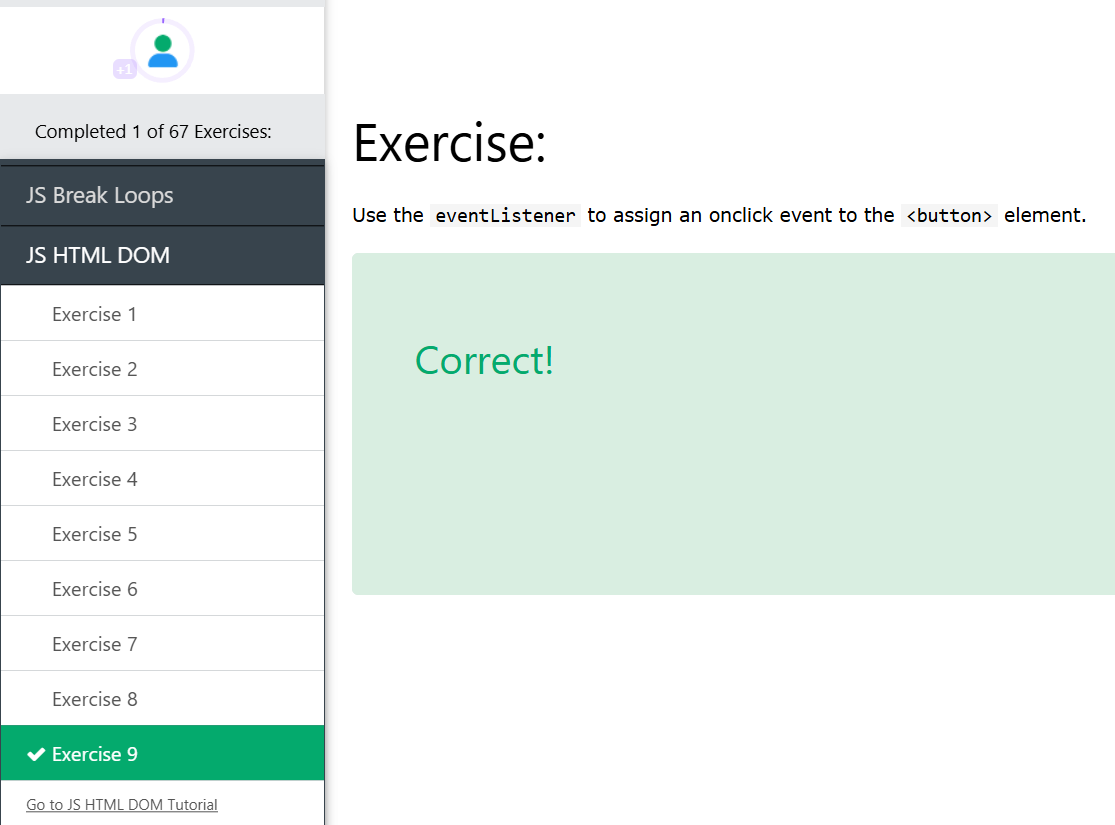 +1
Completed 1 of 67 Exercises:
JS Break Loops
JS HTML DOM
Exercise 1
Exercise 2
Exercise 3
Exercise 4
Exercise 5
Exercise 6
Exercise 7
Exercise 8
Exercise 9
Go to JS HTML DOM Tutorial
Exercise:
Use the eventListener to assign an onclick event to the <button> element.
Correct!